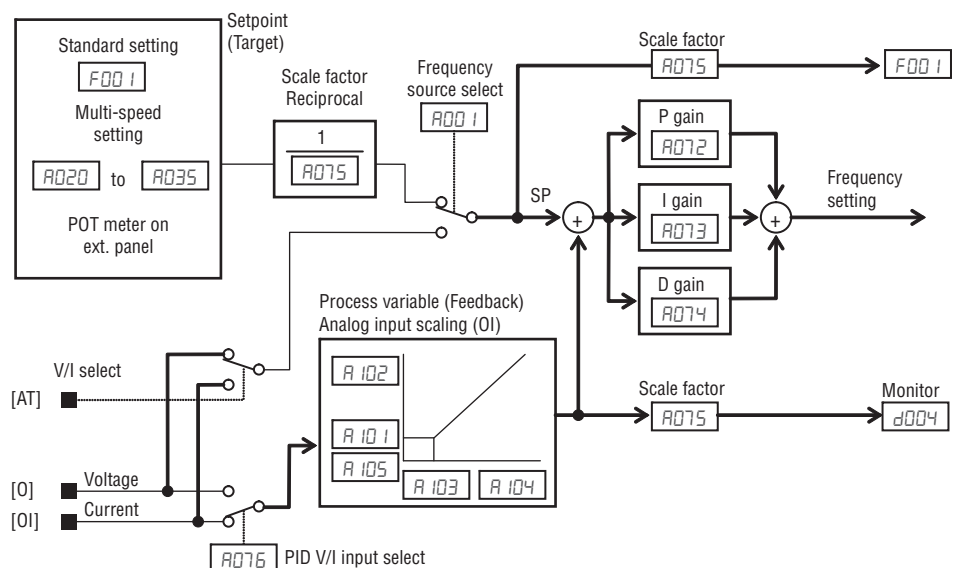 Setpoint
(Target)
Standard setting
F001
Multi-speed
setting
A020 to A035
POT meter on
ext. panel
Scale factor
Reciprocal
1
A075
Frequency
source select
A001
Scale factor
A075
F001
SP
+
P gain
A072
I gain
A073
D gain
A074
+
Frequency
setting
Process variable (Feedback)
Analog input scaling (OI)
A102
A101
A105
A103
A104
Scale factor
A075
Monitor
d004
V/I select
[AT]
[O]
Voltage
[OI]
Current
A076 PID V/I input select